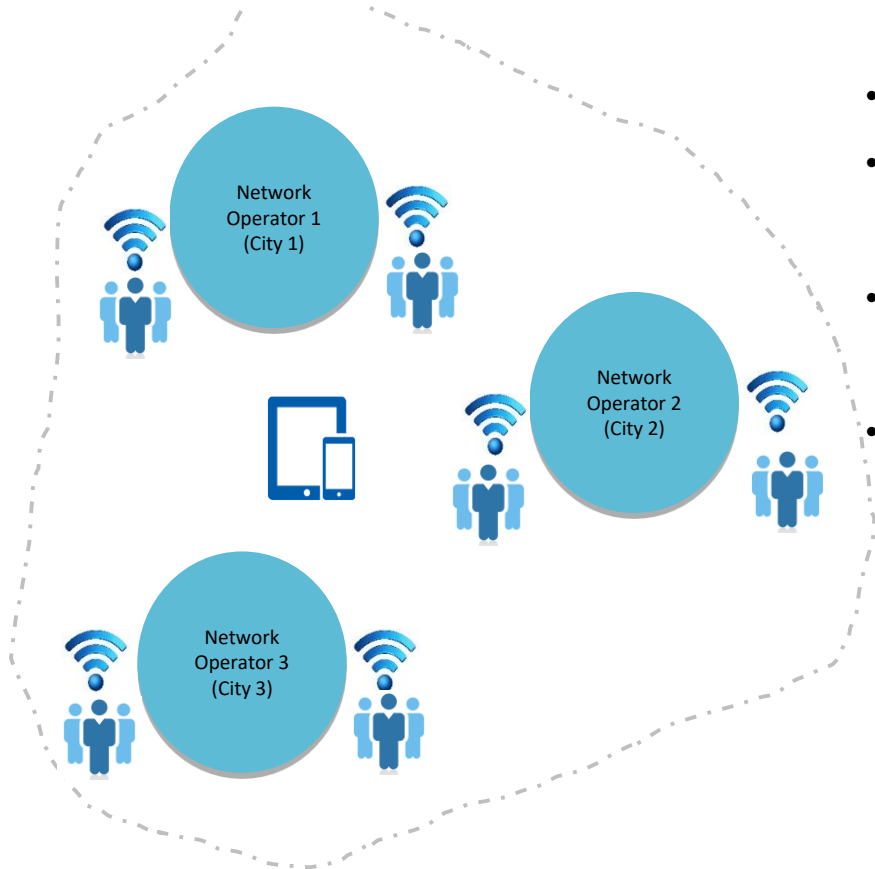 Network
Operator 1
(City 1)
Network
Operator 2
(City 2)
Network
Operator 3
(City 3)